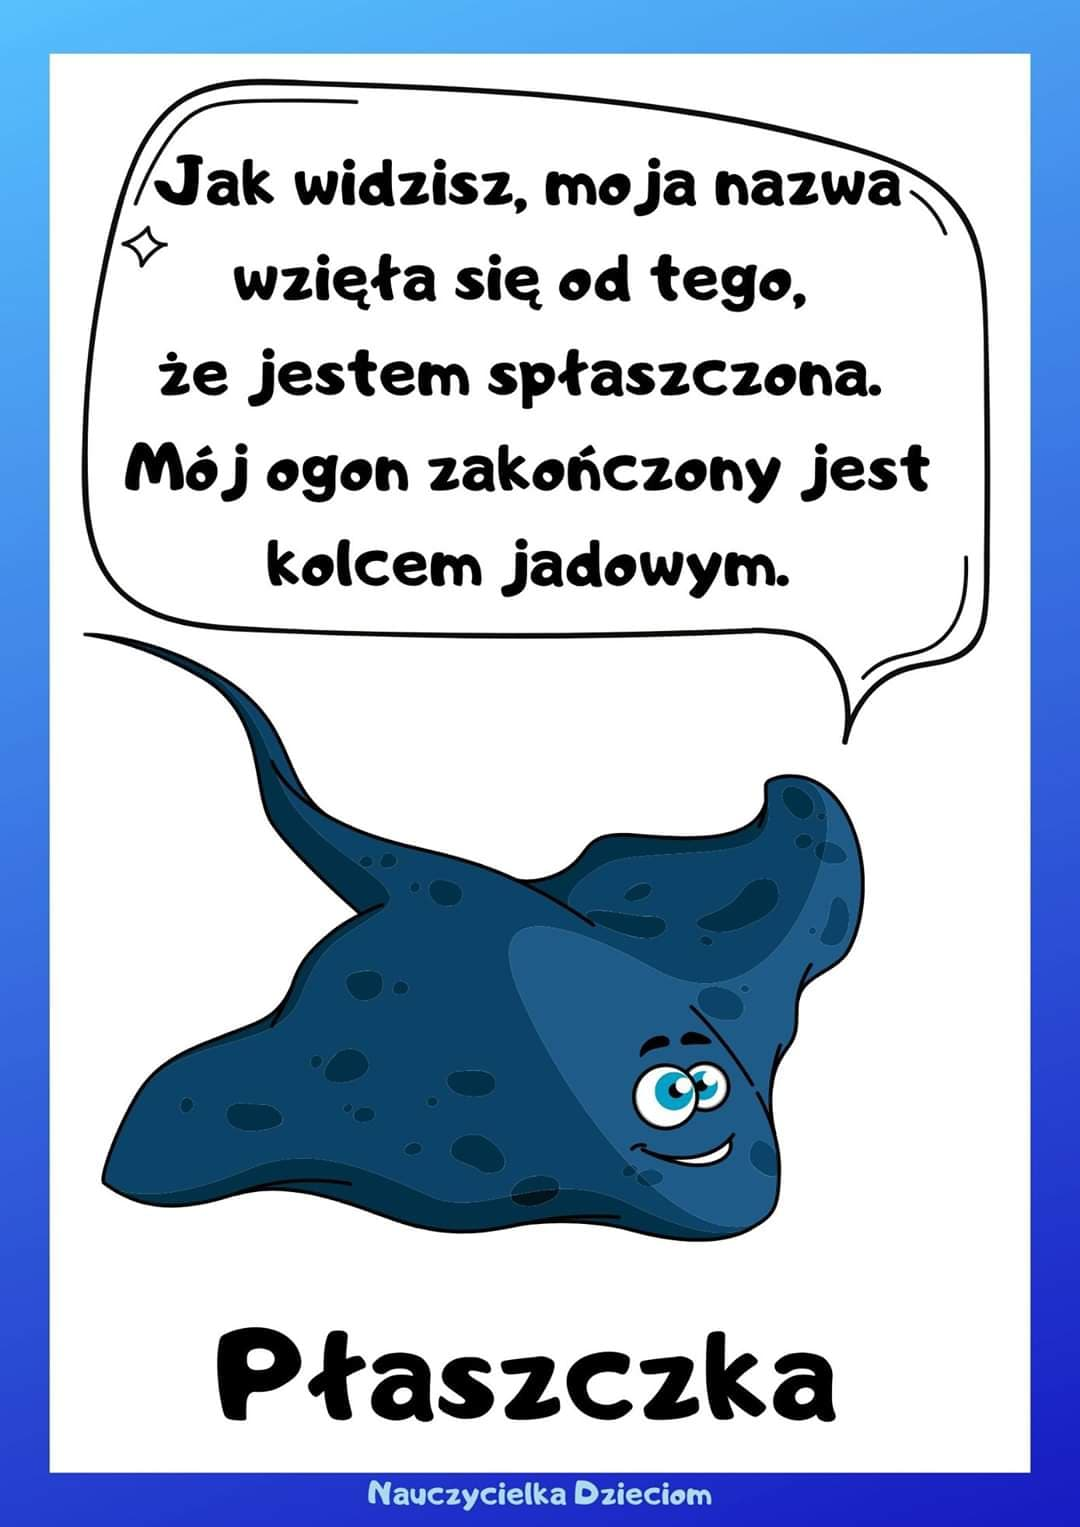 Jak widzisz, moja nazwa
wzięła się od tego,
że jestem spłaszczona.
Mój ogon zakończony jest
kolcem jadowym.
Płaszczka
Nauczycielka Dzieciom